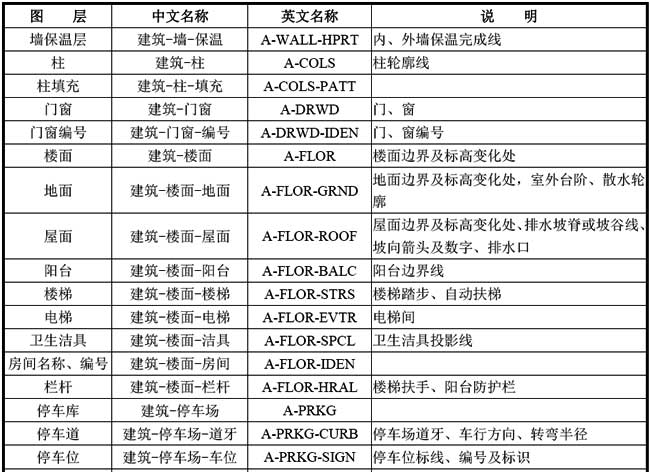 图　　层 中文名称 英文名称 说　　明
墙保温层 建筑-墙-保温 A-WALL-HPRT 内、外墙保温完成线
柱 建筑-柱 A-COLS 柱轮廓线
柱填充 建筑-柱-填充 A-COLS-PATT
门窗 建筑-门窗 A-DRWD 门、窗
门窗编号 建筑-门窗-编号 A-DRWD-IDEN 门、窗编号
楼面 建筑-楼面 A-FLOR 楼面边界及标高变化处
地面 建筑-楼面-地面 A-FLOR-GRND 地面边界及标高变化处，室外台阶、散水轮
廓
屋面 建筑-楼面-屋面 A-FLOR-ROOF 屋面边界及标高变化处、排水坡脊或坡谷线、
坡向箭头及数字、排水口
阳台 建筑-楼面-阳台 A-FLOR-BALC 阳台边界线
楼梯 建筑-楼面-楼梯 A-FLOR-STRS 楼梯踏步、自动扶梯
电梯 建筑-楼面-电梯 A-FLOR-EVTR 电梯间
卫生洁具 建筑-楼面-洁具 A-FLOR-SPCL 卫生洁具投影线
房间名称、编号 建筑-楼面-房间 A-FLOR-IDEN
栏杆 建筑-楼面-栏杆 A-FLOR-HRAL 楼梯扶手、阳台防护栏
停车库 建筑-停车场 A-PRKG
停车道 建筑-停车场-道牙 A-PRKG-CURB 停车场道牙、车行方向、转弯半径
停车位 建筑-停车场-车位 A-PRKG-SIGN 停车位标线、编号及标识